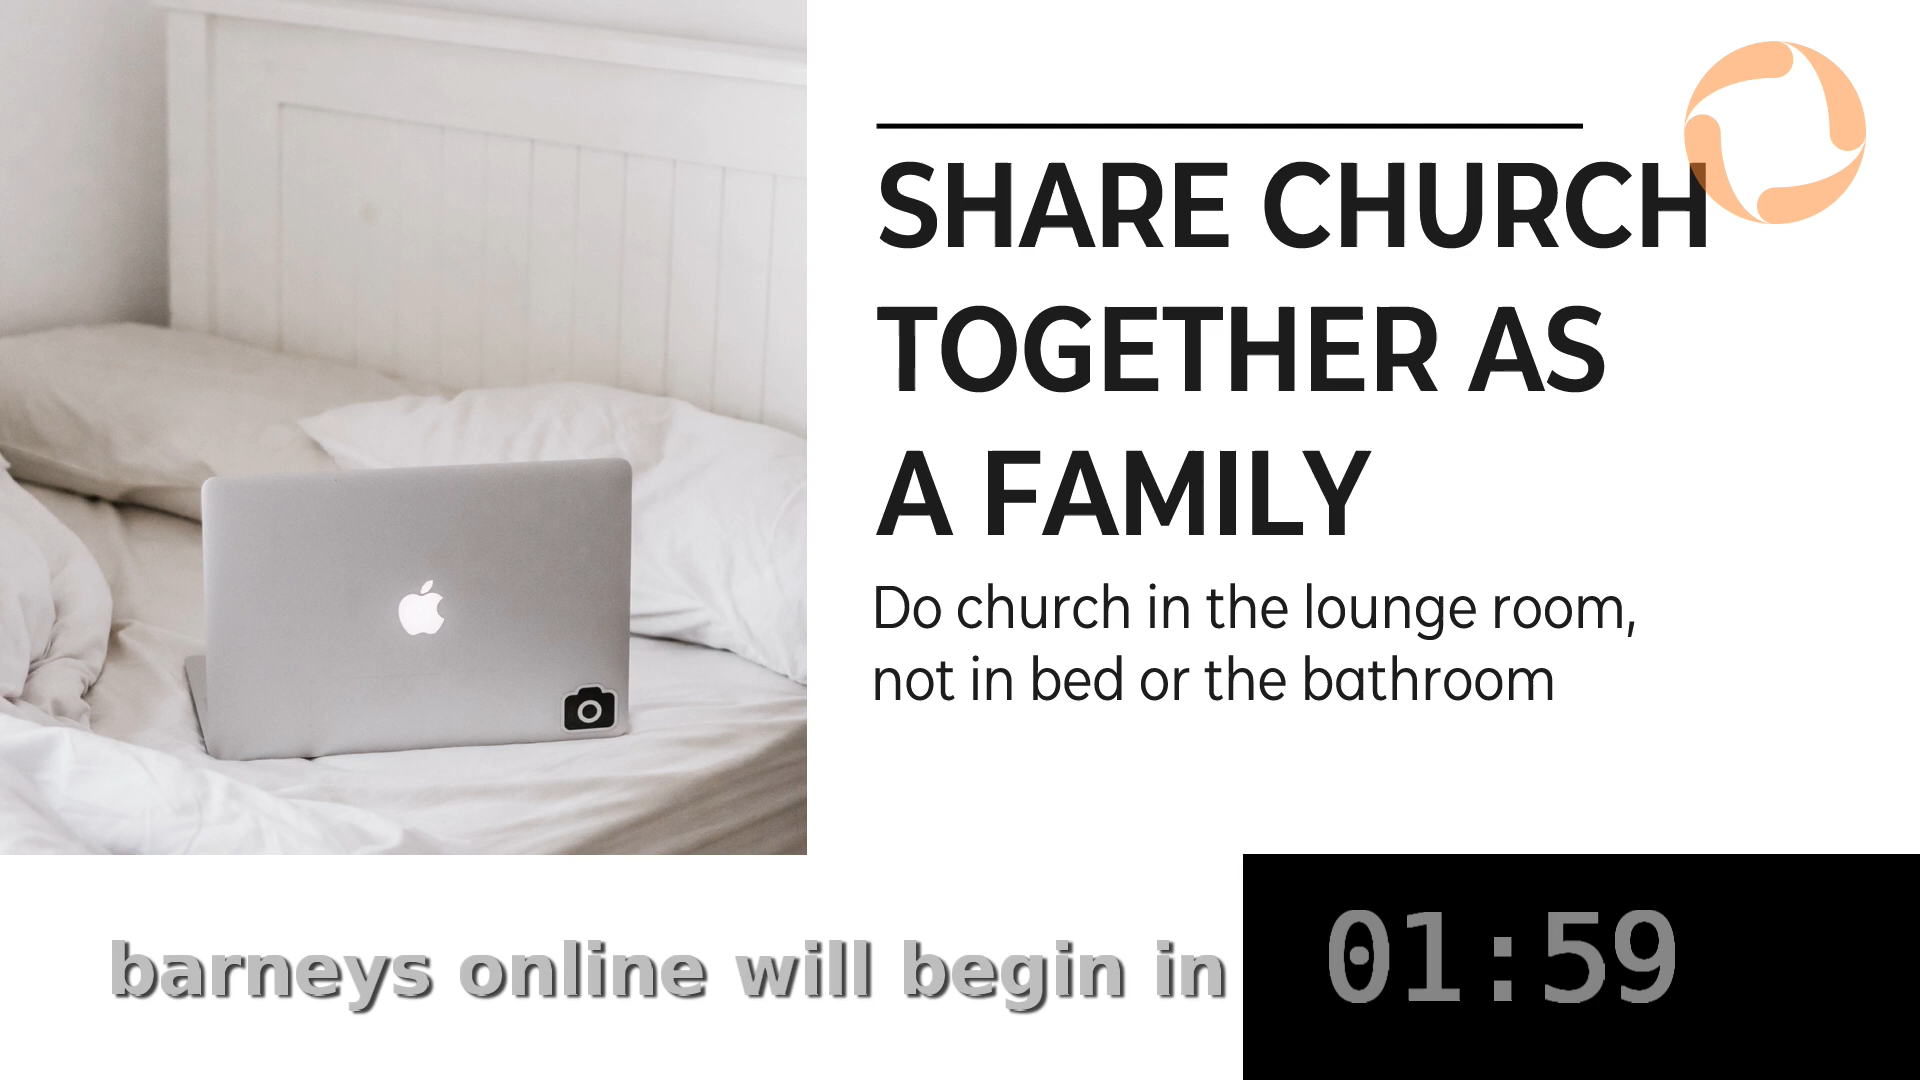 SHARE CHURCH
TOGETHER AS
A FAMILY
Do church in the lounge room,
not in bed or the bathroom
barneys online will begin in
01:59